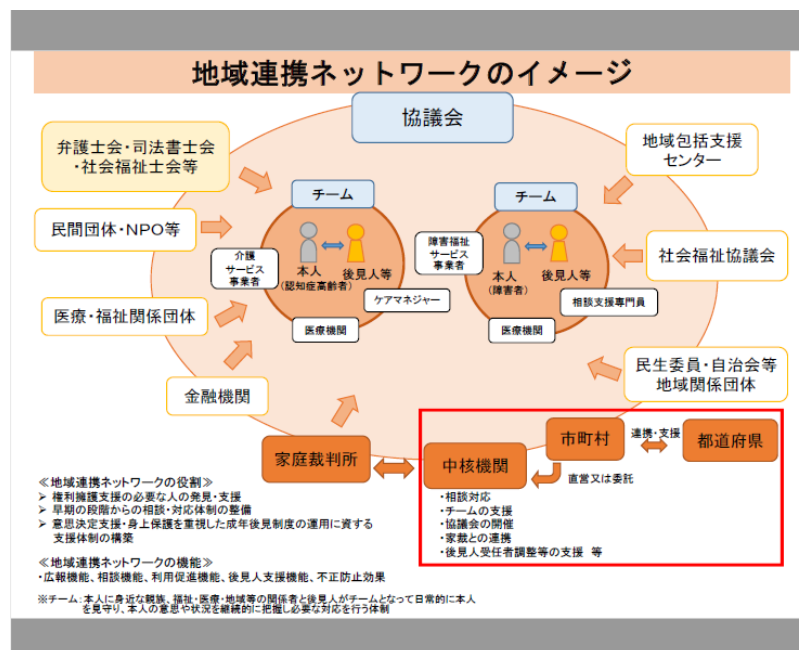 地域連携ネットワークのイメージ
協議会
弁護士会・司法書士会
・社会福祉士会等
民間団体・NPO等
医療・福祉関係団体
金融機関
地域包括支援
センター
社会福祉協議会
民生委員・自治会等
地域関係団体
チーム
本人
(認知症高齢者)
後見人等
介護
サービス
事業者
ケアマネジャー
医療機関
チーム
本人
(障害者)
後見人等
障害福祉
サービス
事業者
相談支援専門員
医療機関
家庭裁判所
中核機関
市町村
連携・支援
都道府県
直営又は委託
・相談対応
・チームの支援
・協議会の開催
・家裁との連携
・後見人受任者調整等の支援 等
≪地域連携ネットワークの役割≫
➢ 権利擁護支援の必要な人の発見・支援
➢ 早期の段階からの相談・対応体制の整備
➢ 意思決定支援・身上保護を重視した成年後見制度の運用に資する
支援体制の構築
≪地域連携ネットワークの機能≫
・広報機能、相談機能、利用促進機能、後見人支援機能、不正防止効果
※チーム:本人に身近な親族、福祉・医療・地域等の関係者と後見人がチームとなって日常的に本人
を見守り、本人の意思や状況を継続的に把握し必要な対応を行う体制